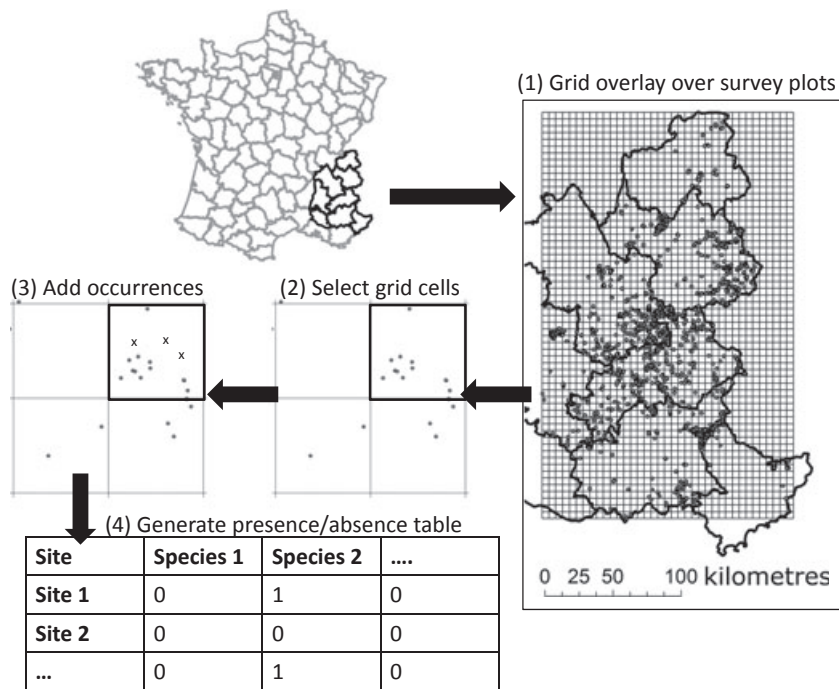 (1) Grid overlay over survey plots
(3) Add occurrences
(2) Select grid cells
x x x
(4) Generate presence/absence table
Site Species 1 Species 2 ....
Site 1 0 1 0
Site 2 0 0 0
... 0 1 0
0 25 50 100 kilometres